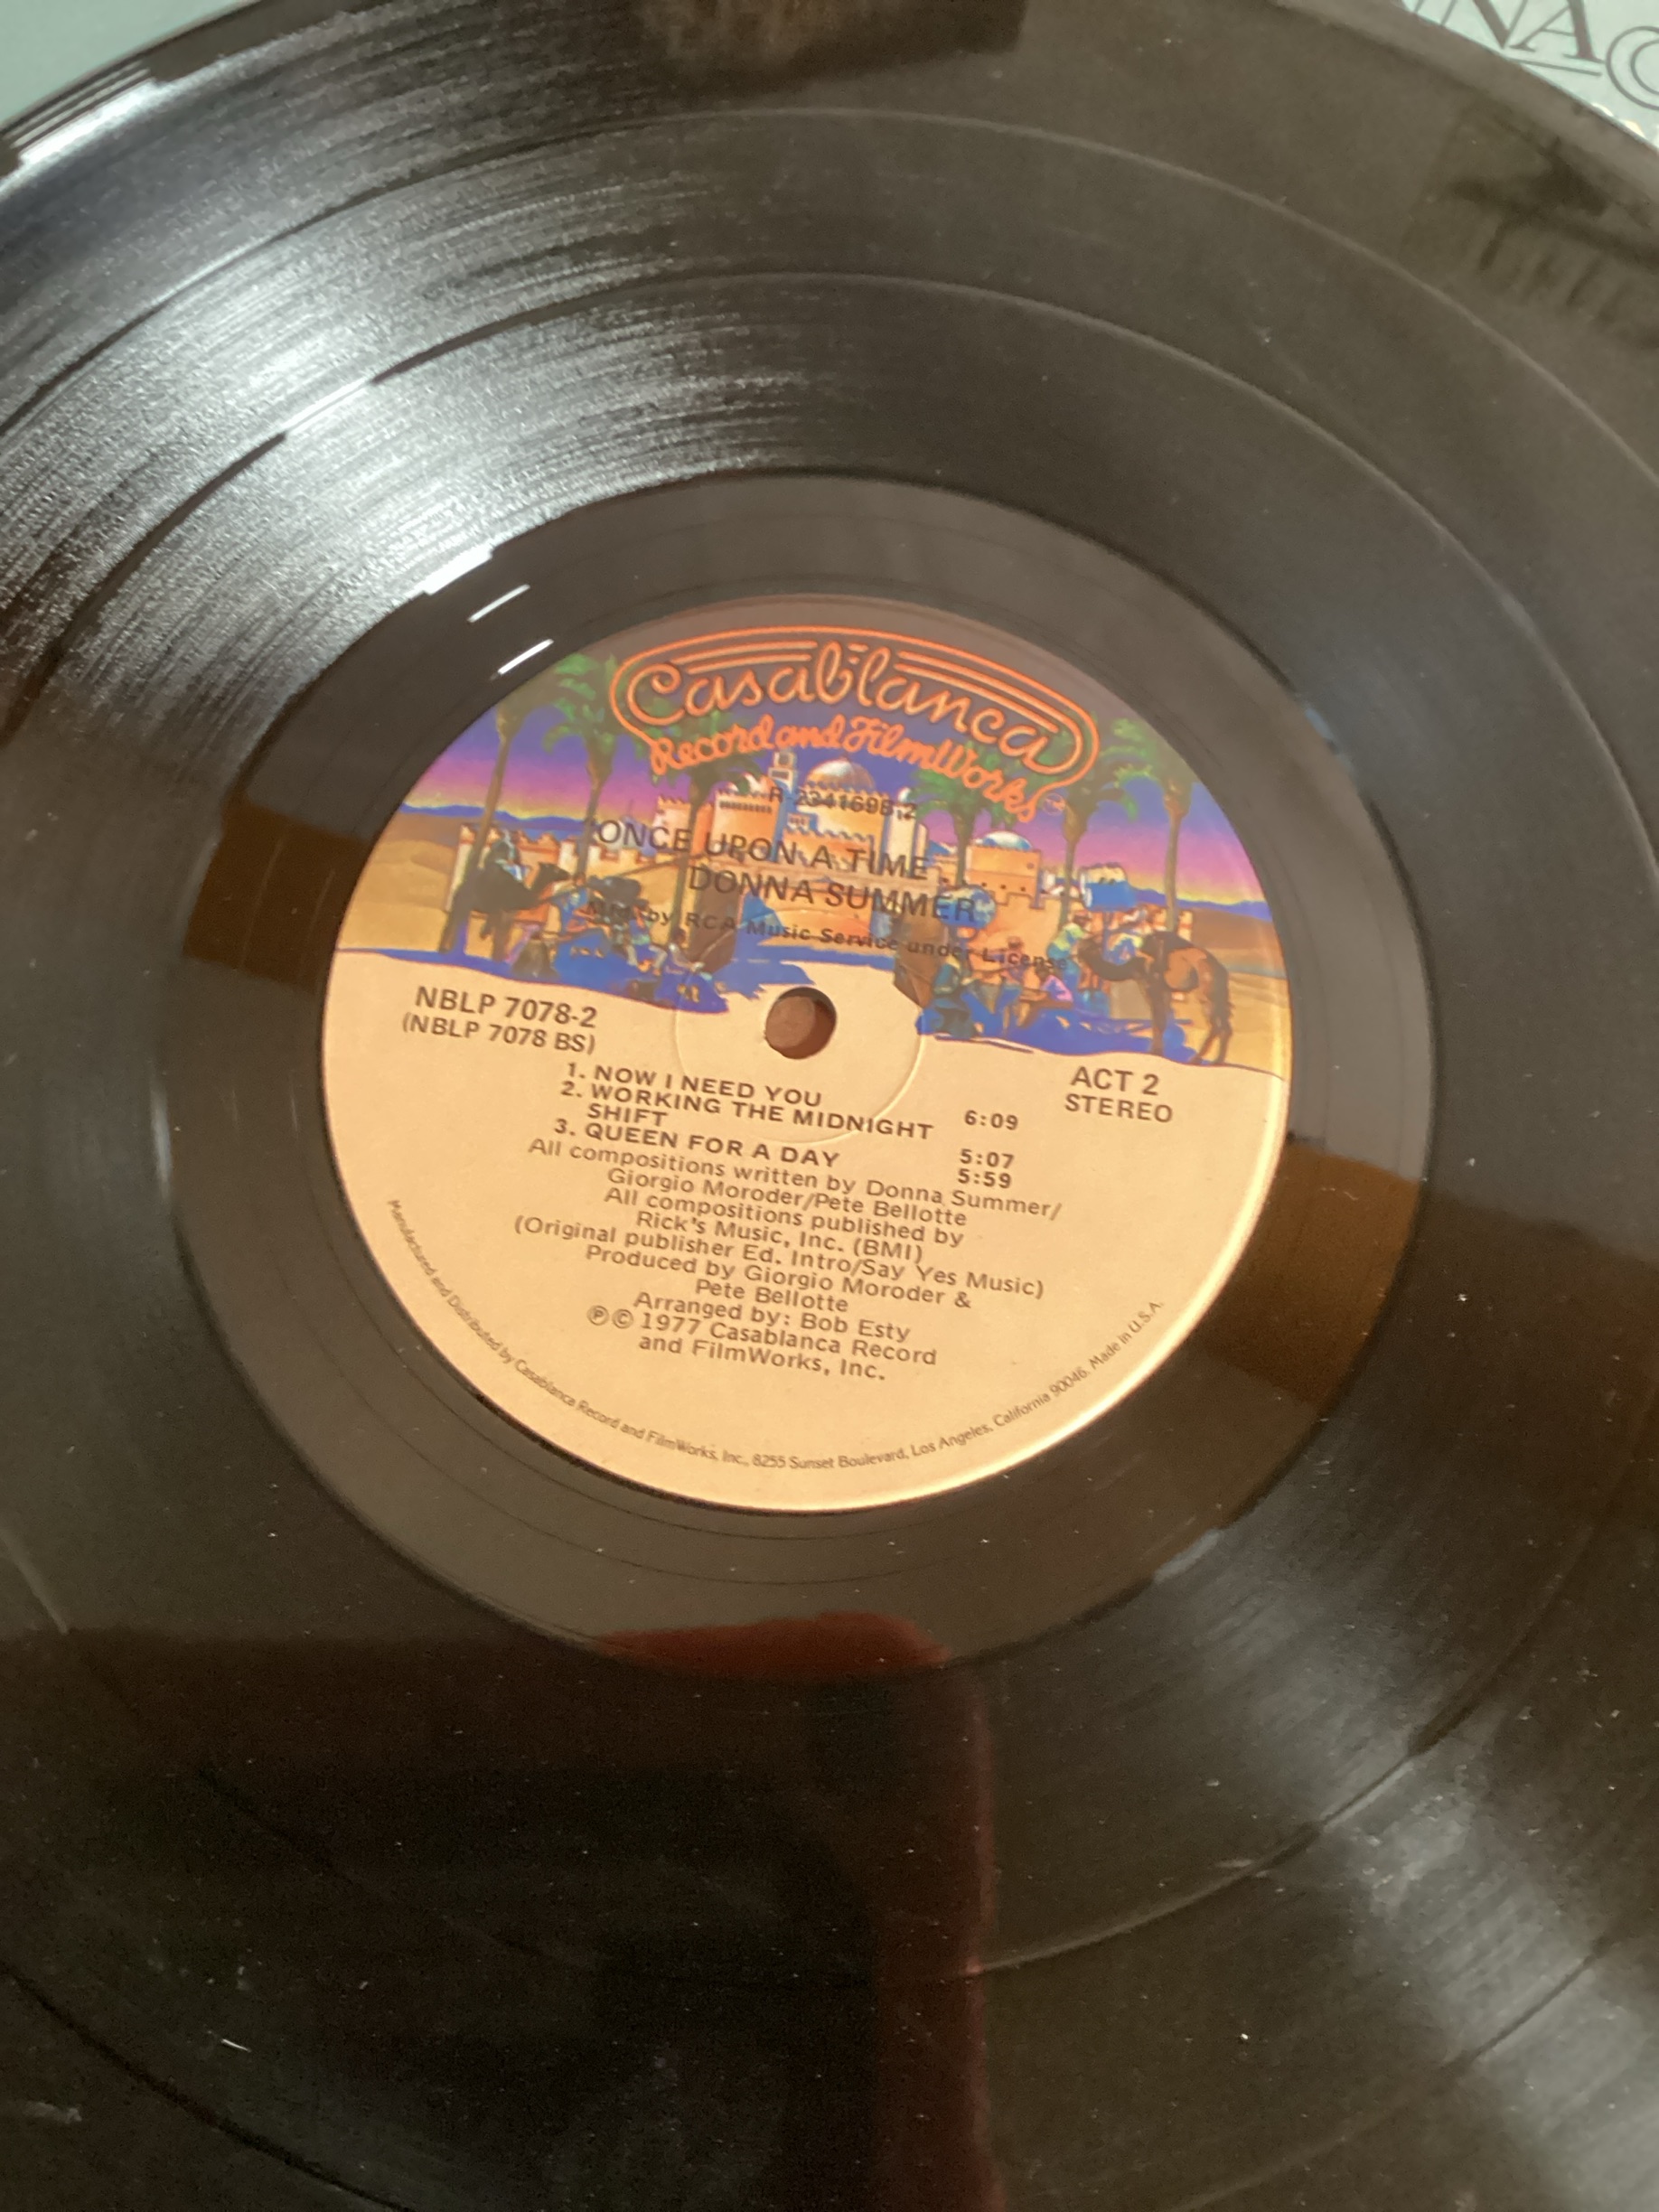 NNA
Casablanca
Record and FilmWorks
R 234169B,2
ONCE UPON A TIME
DONNA SUMMER
Mfd. by RCA Music Service under License
NBLP 7078-2
(NBLP 7078 BS)
ACT 2
STEREO
1. NOW I NEED YOU 6:09
2. WORKING THE MIDNIGHT
SHIFT 5:07
3. QUEEN FOR A DAY 5:59
All compositions written by Donna Summer/
Giorgio Moroder/Pete Bellotte
All compositions published by
Rick's Music, Inc. (BMI)
(Original publisher Ed. Intro/Say Yes Music)
Produced by Giorgio Moroder &
Pete Bellotte
Arranged by: Bob Esty
ⓅⒸ 1977 Casablanca Record
and FilmWorks, Inc.
Manufactured and Distributed by Casablanca Record and FilmWorks, Inc., 8255 Sunset Boulevard, Los Angeles, California 90046. Made in U.S.A.